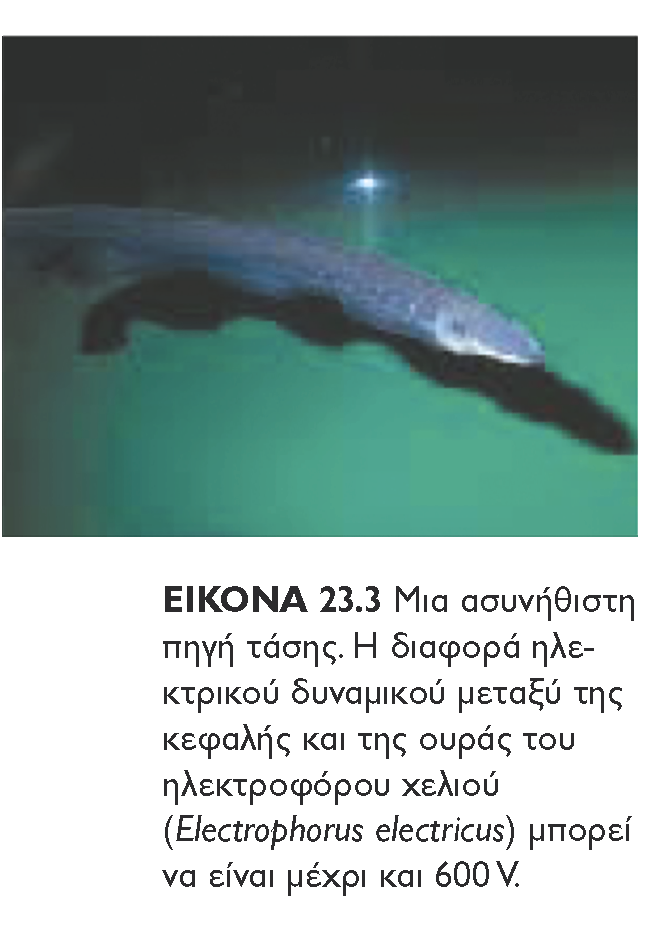 ΕΙΚΟΝΑ 23.3 Μια ασυνήθιστη
πηγή τάσης. Η διαφορά ηλε-
κτρικού δυναμικού μεταξύ της
κεφαλής και της ουράς του
ηλεκτροφόρου χελιού
(Electrophorus electricus) μπορεί
να είναι μέχρι και 600 V.